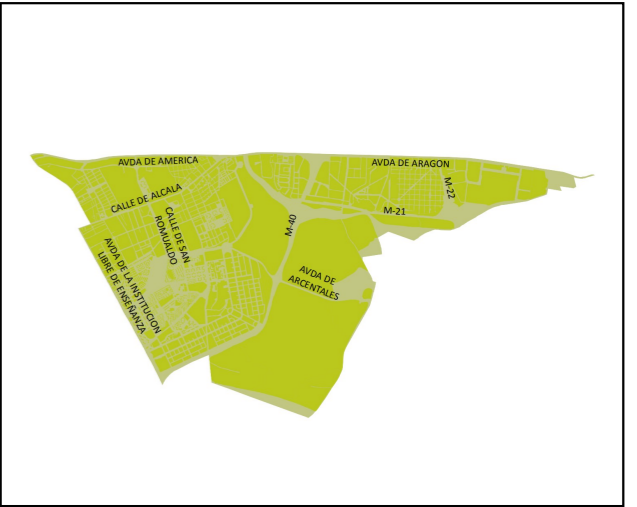 AVDA DE AMERICA
AVDA DE ARAGON
M-22
CALLE DE ALCALA
M-21
CALLE DE SAN
ROMUALDO
M-40
AVDA DE LA INSTITUCION
LIBRE DE ENSEÑANZA
AVDA DE
ARCENTALES